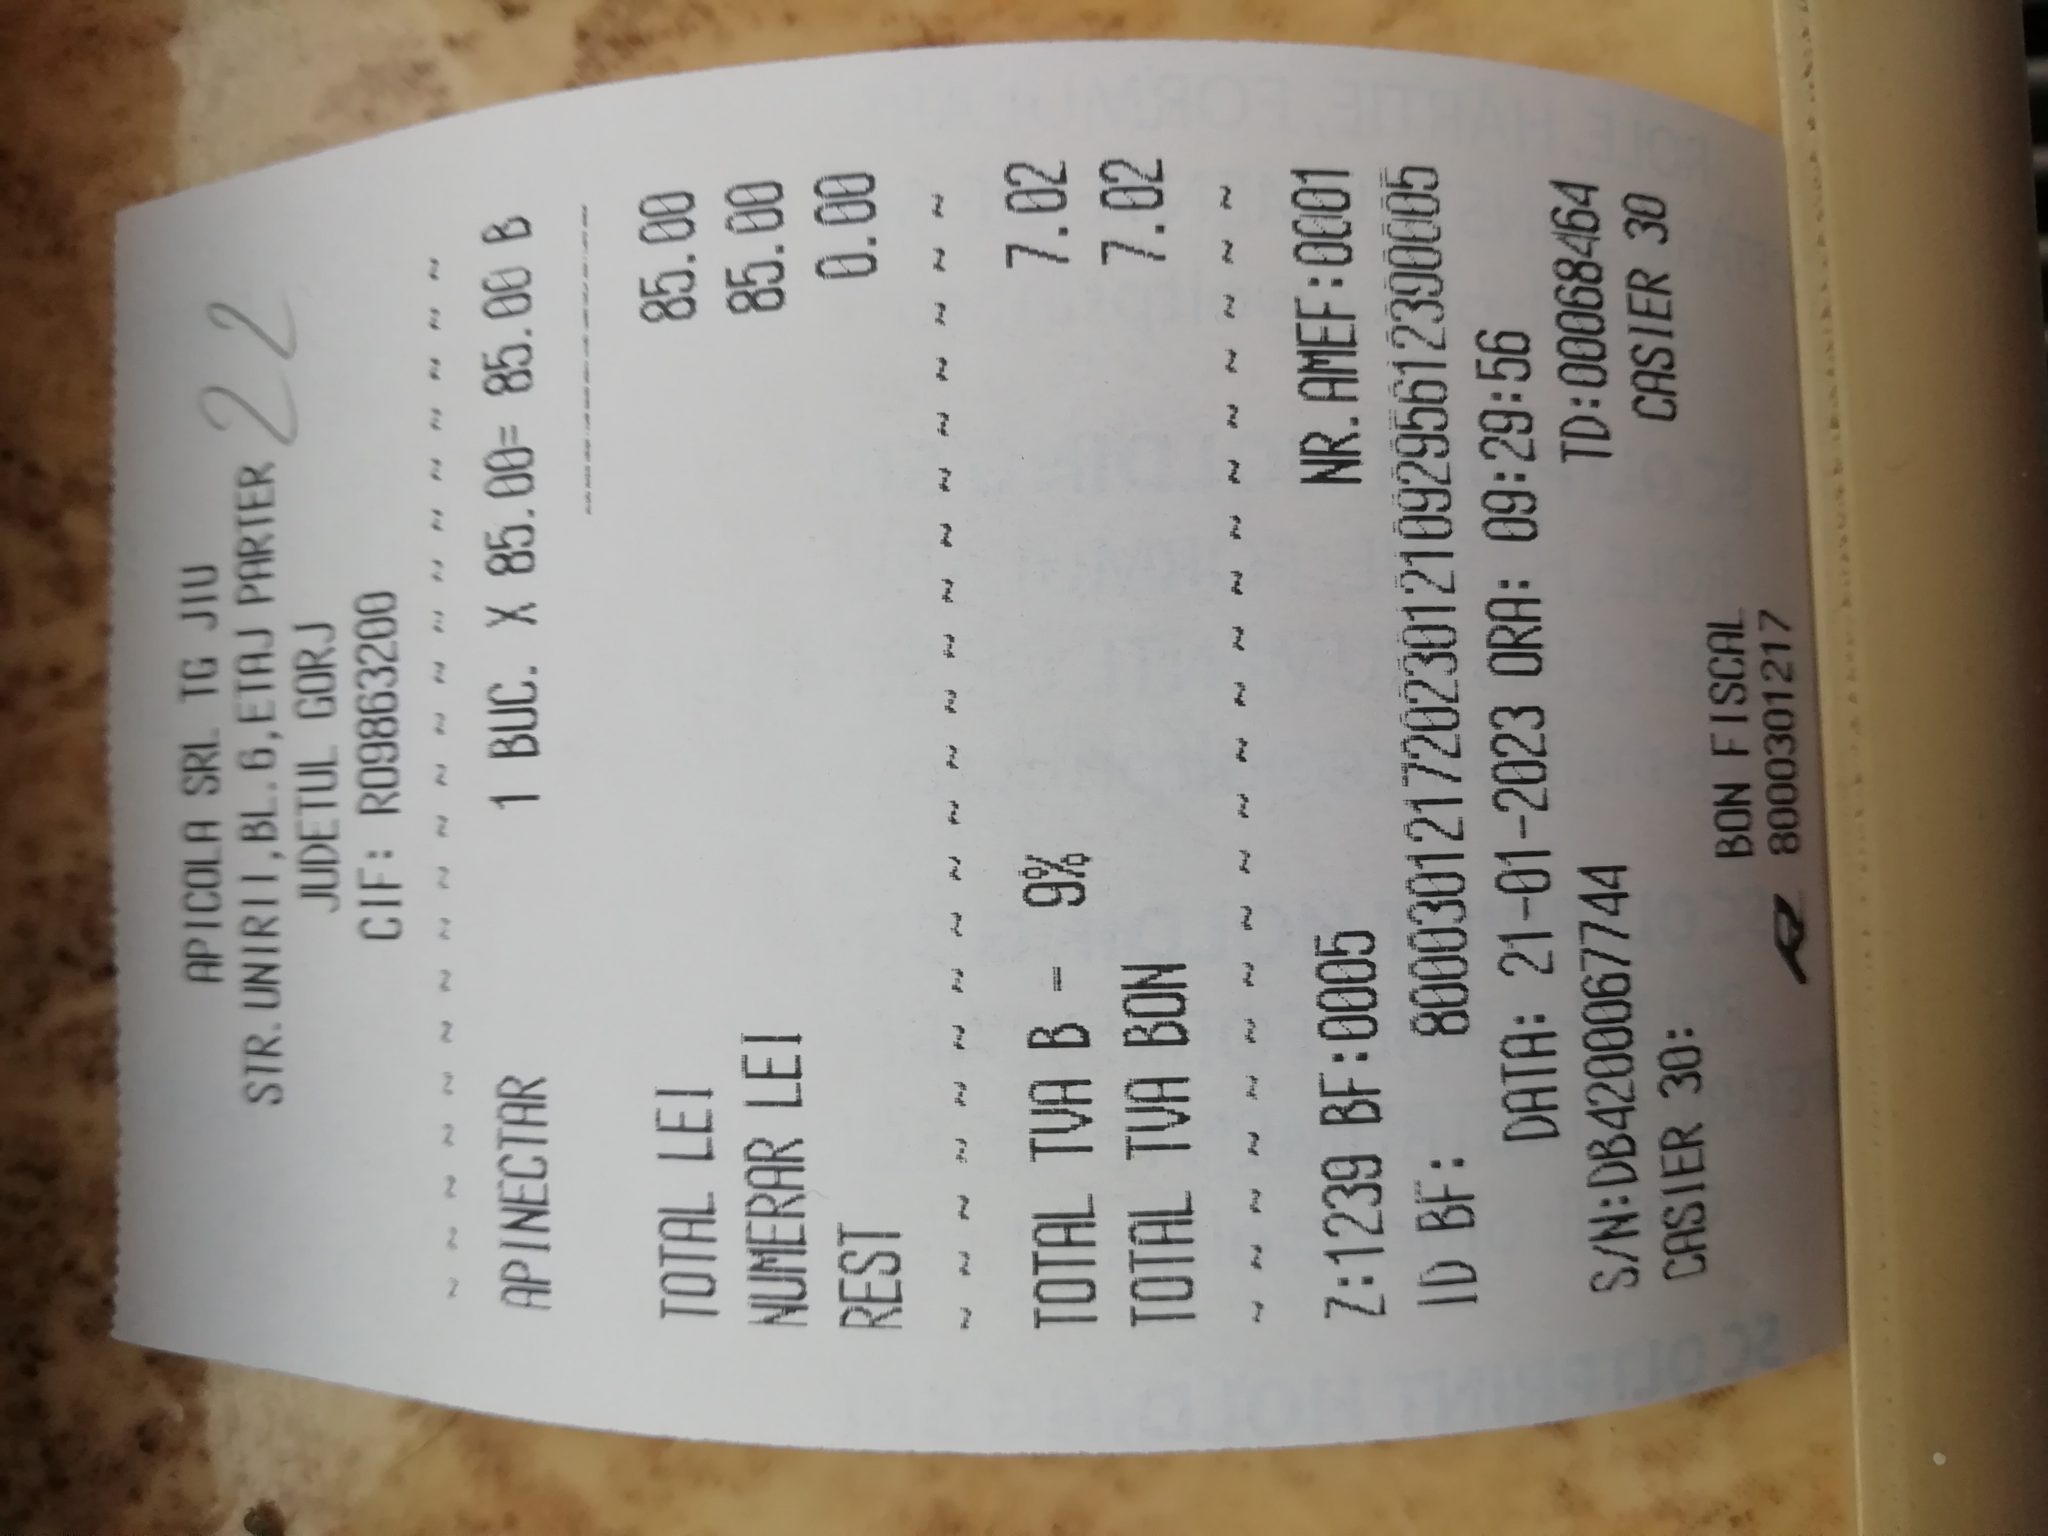 22
APICOLA SRL TG JIU
STR.UNIRII,BL.6,ETAJ PARTER
JUDETUL GORJ
CIF: RO9863200
~ ~ ~ ~ ~ ~ ~ ~ ~ ~ ~ ~ ~ ~ ~ ~ ~ ~ ~
1 BUC. X 85.00= 85.00 B
APINECTAR
TOTAL LEI 85.00
NUMERAR LEI 85.00
REST 0.00
~ ~ ~ ~ ~ ~ ~ ~ ~ ~ ~ ~ ~ ~ ~ ~ ~ ~ ~ ~ ~
TOTAL TVA B - 9% 7.02
TOTAL TVA BON 7.02
~ ~ ~ ~ ~ ~ ~ ~ ~ ~ ~ ~ ~ ~ ~ ~ ~ ~ ~ ~ ~
Z:1239 BF:0005 NR.AMEF:0001
ID BF: 80003012172023012109295612390005
DATA: 21-01-2023 ORA: 09:29:56
S/N:DB4200067744 TD:00068464
CASIER 30: CASIER 30
BON FISCAL
8000301217